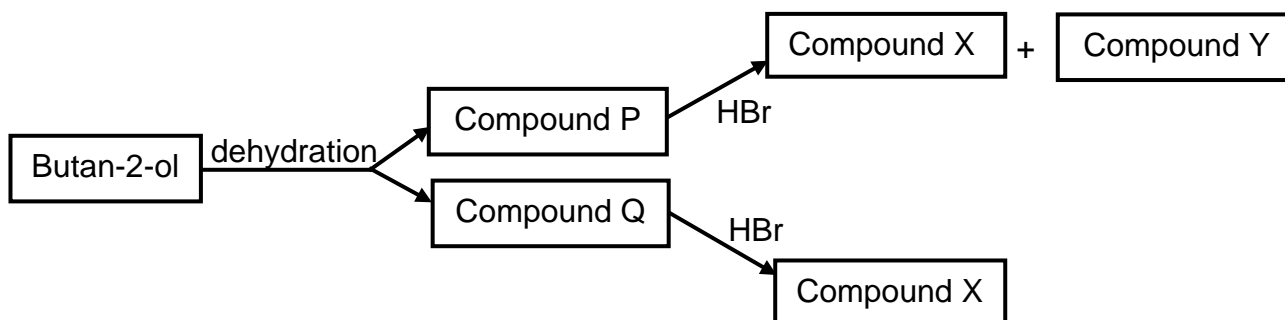 Compound X + Compound Y
HBr
Compound P
dehydration
Butan-2-ol
Compound Q
HBr
Compound X